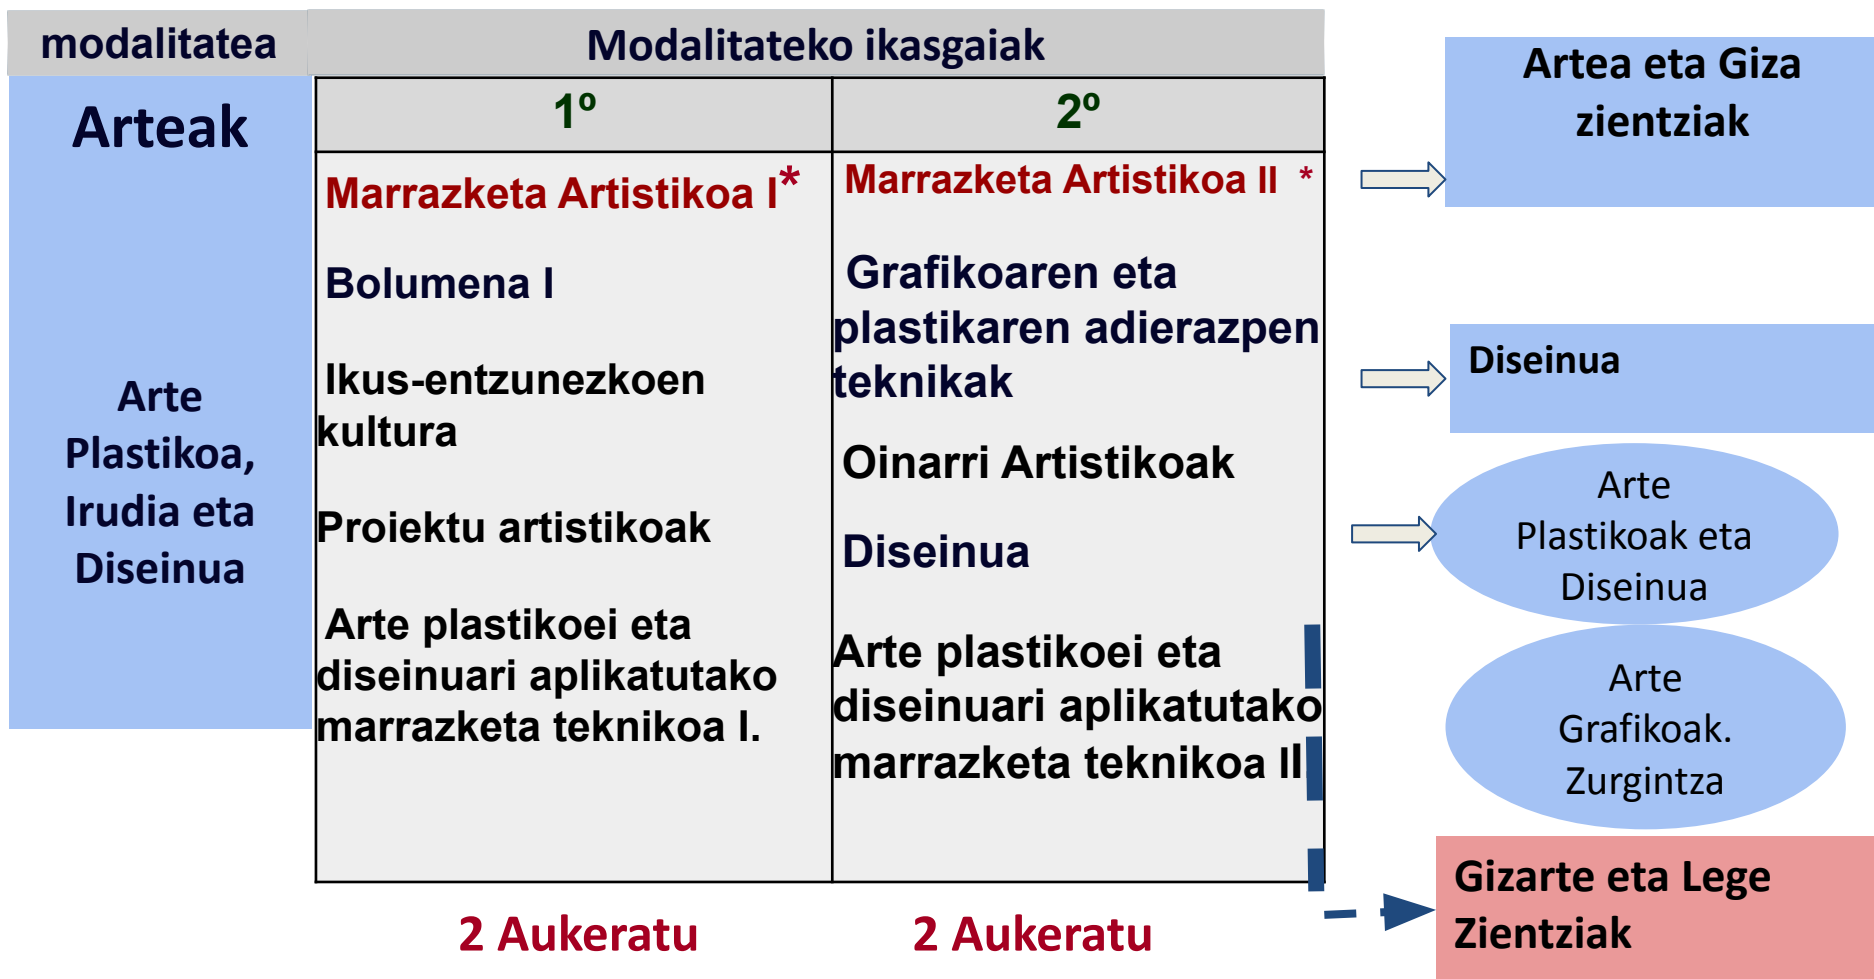 modalitatea
Modalitateko ikasgaiak
Arteak
Arte
Plastikoa,
Irudia eta
Diseinua
1º
Marrazketa Artistikoa I*
Bolumena I
Ikus-entzunezkoen
kultura
Proiektu artistikoak
Arte plastikoei eta
diseinuari aplikatutako
marrazketa teknikoa I.
2 Aukeratu
2º
Marrazketa Artistikoa II *
Grafikoaren eta
plastikaren adierazpen
teknikak
Oinarri Artistikoak
Diseinua
Arte plastikoei eta
diseinuari aplikatutako
marrazketa teknikoa II.
2 Aukeratu
Artea eta Giza
zientziak
Diseinua
Arte
Plastikoak eta
Diseinua
Arte
Grafikoak.
Zurgintza
Gizarte eta Lege
Zientziak